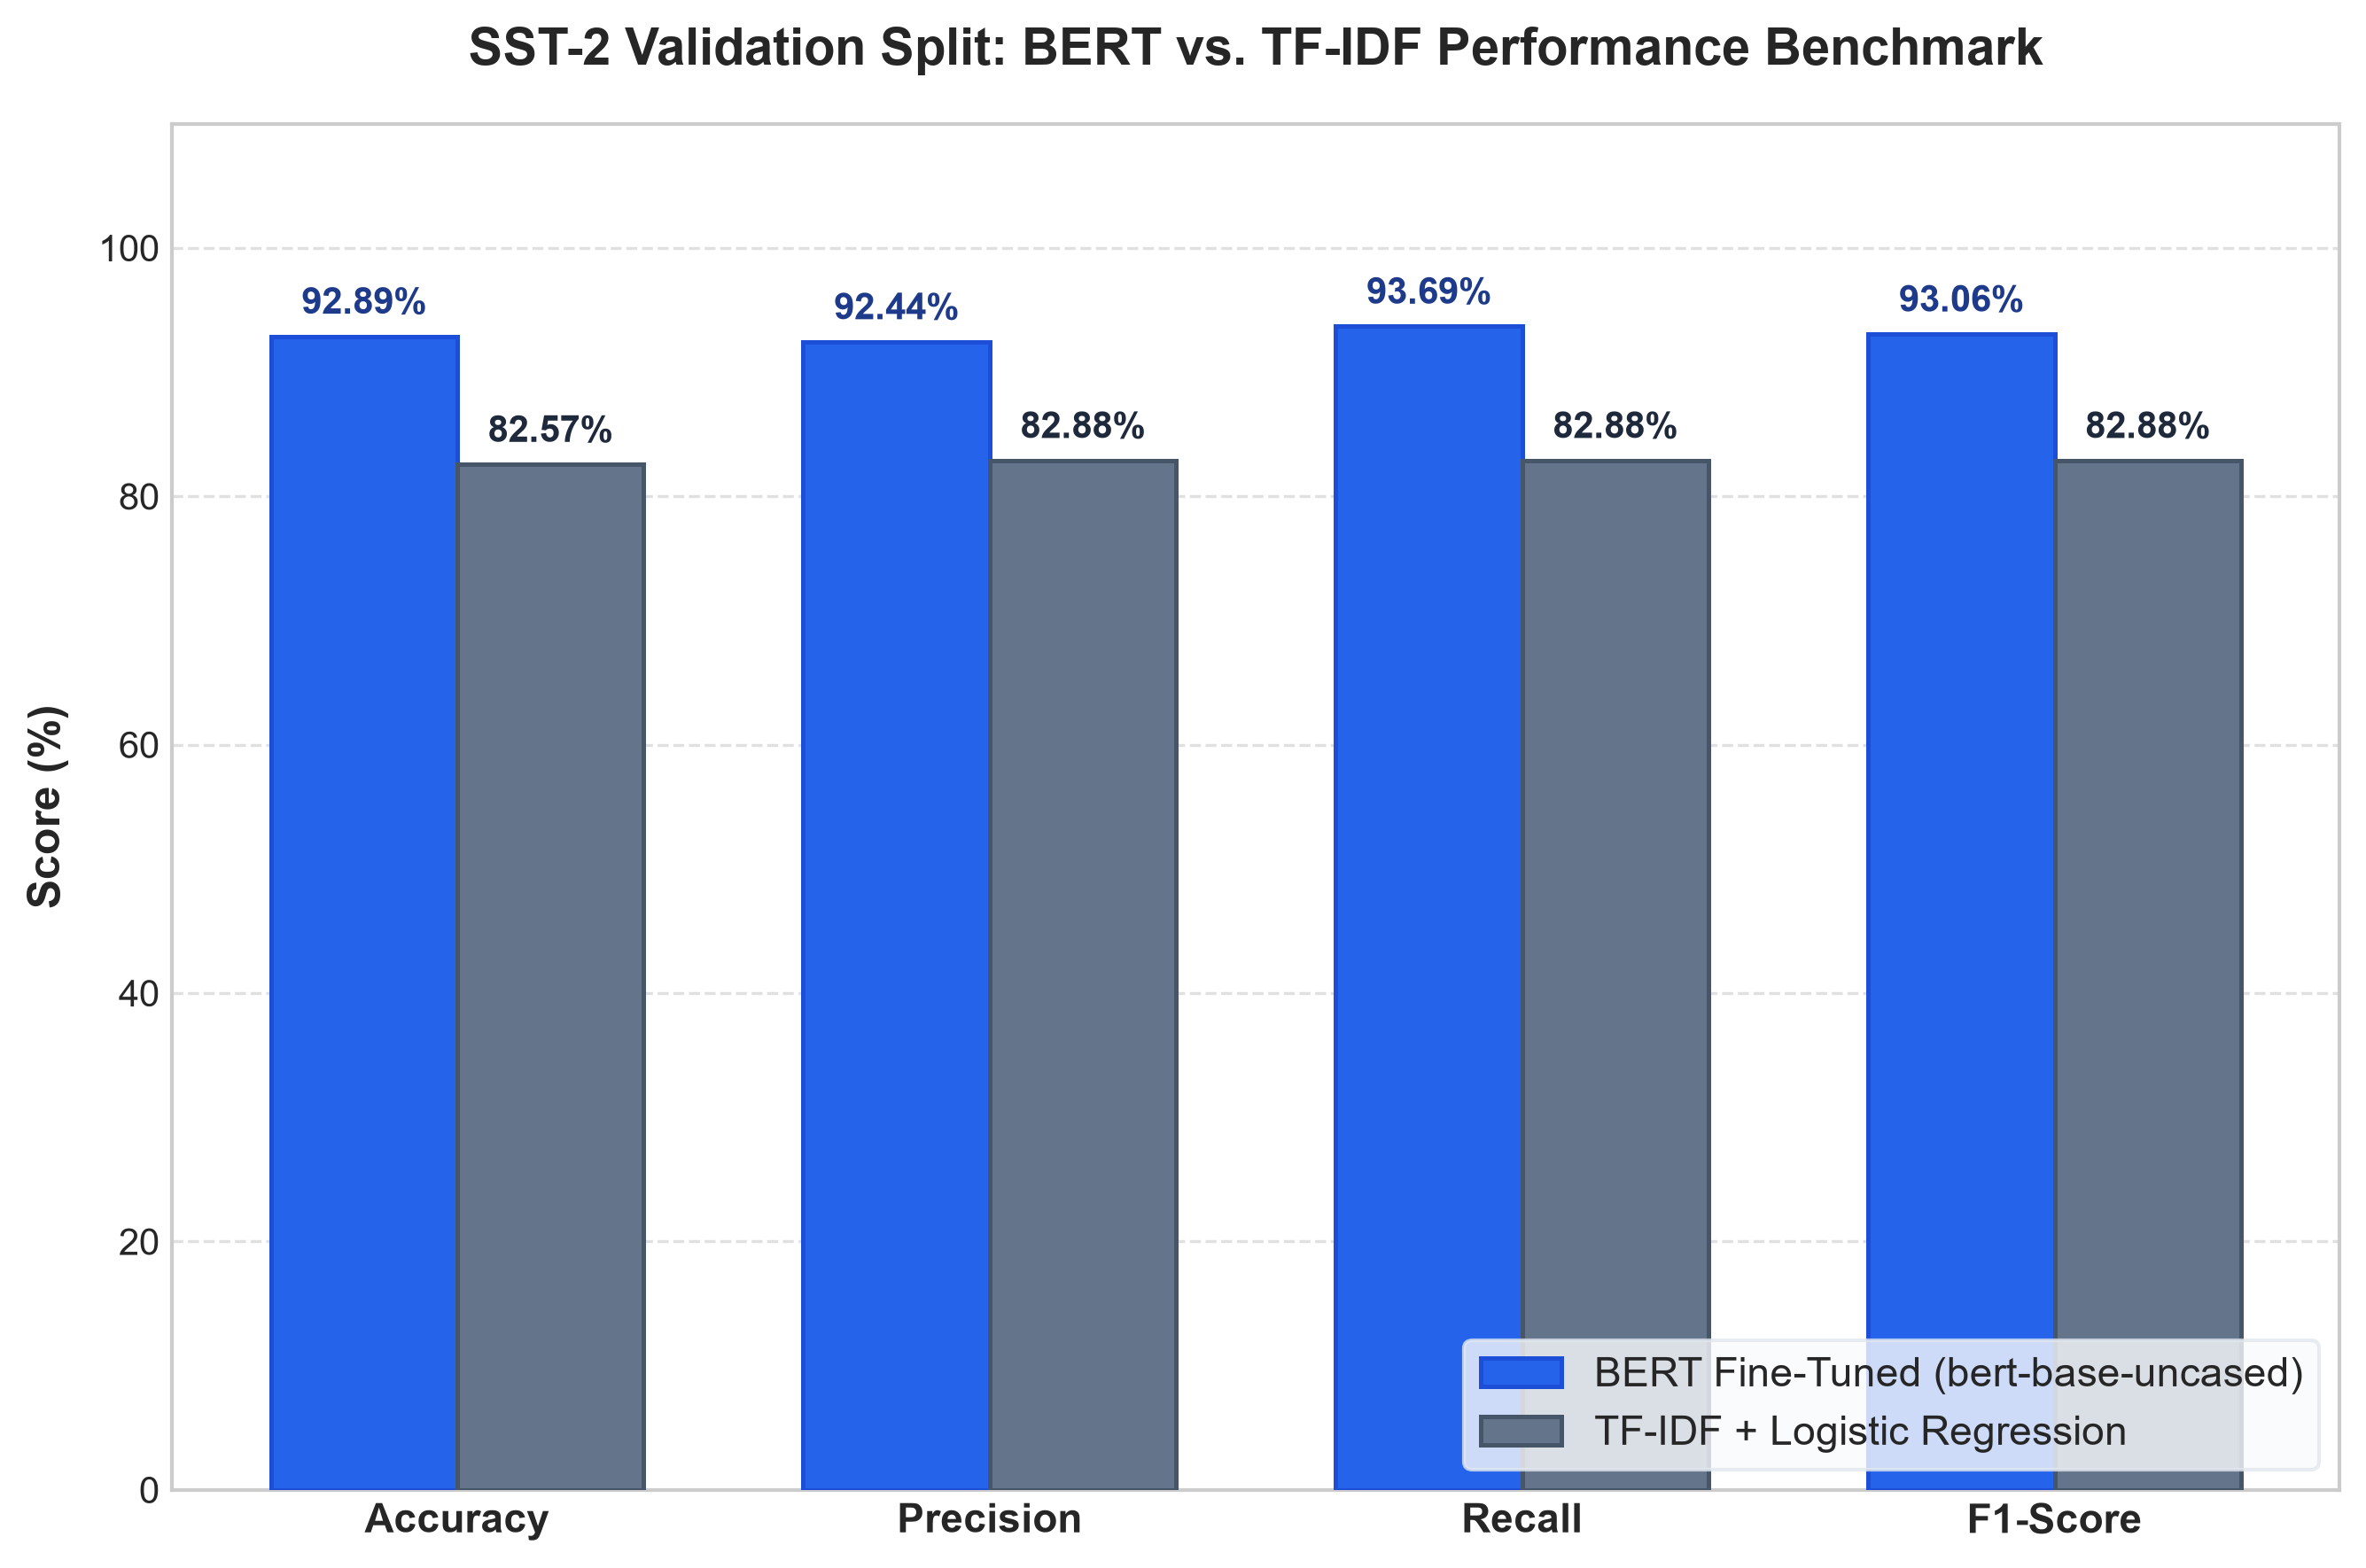 SST-2 Validation Split: BERT vs. TF-IDF Performance Benchmark
Score (%)
100
80
60
40
20
0
92.89%
82.57%
92.44%
82.88%
93.69%
82.88%
93.06%
82.88%
BERT Fine-Tuned (bert-base-uncased)
TF-IDF + Logistic Regression
Accuracy
Precision
Recall
F1-Score